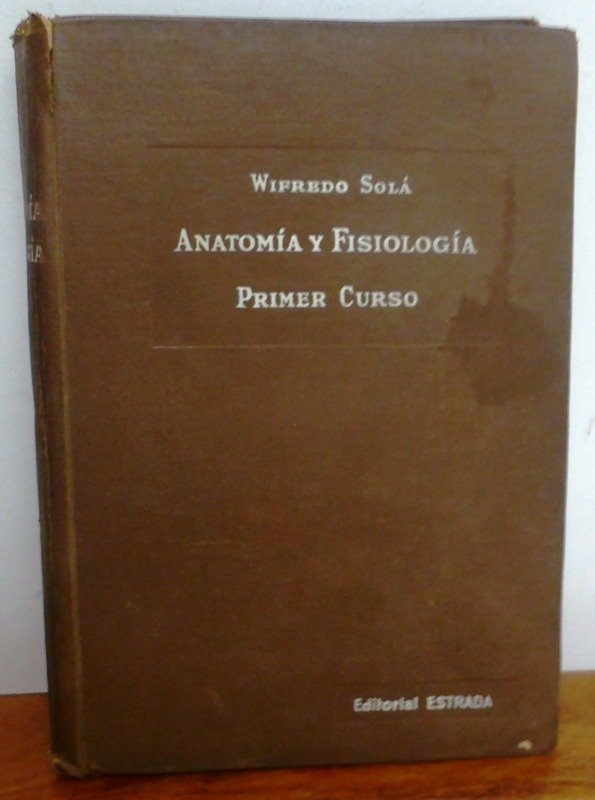 Wifredo Solá
Anatomía y Fisiología
Primer Curso
Editorial ESTRADA